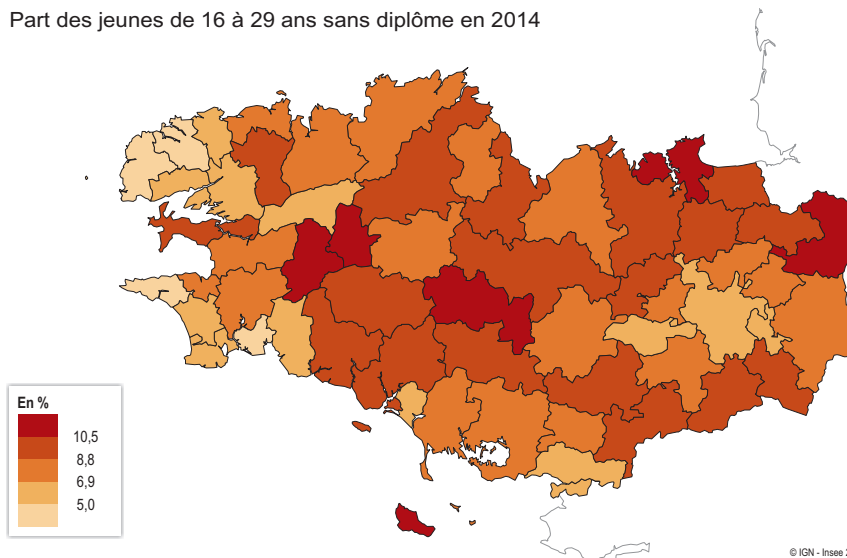 Part des jeunes de 16 à 29 ans sans diplôme en 2014
En %
10,5
8,8
6,9
5,0
© IGN - Insee 2